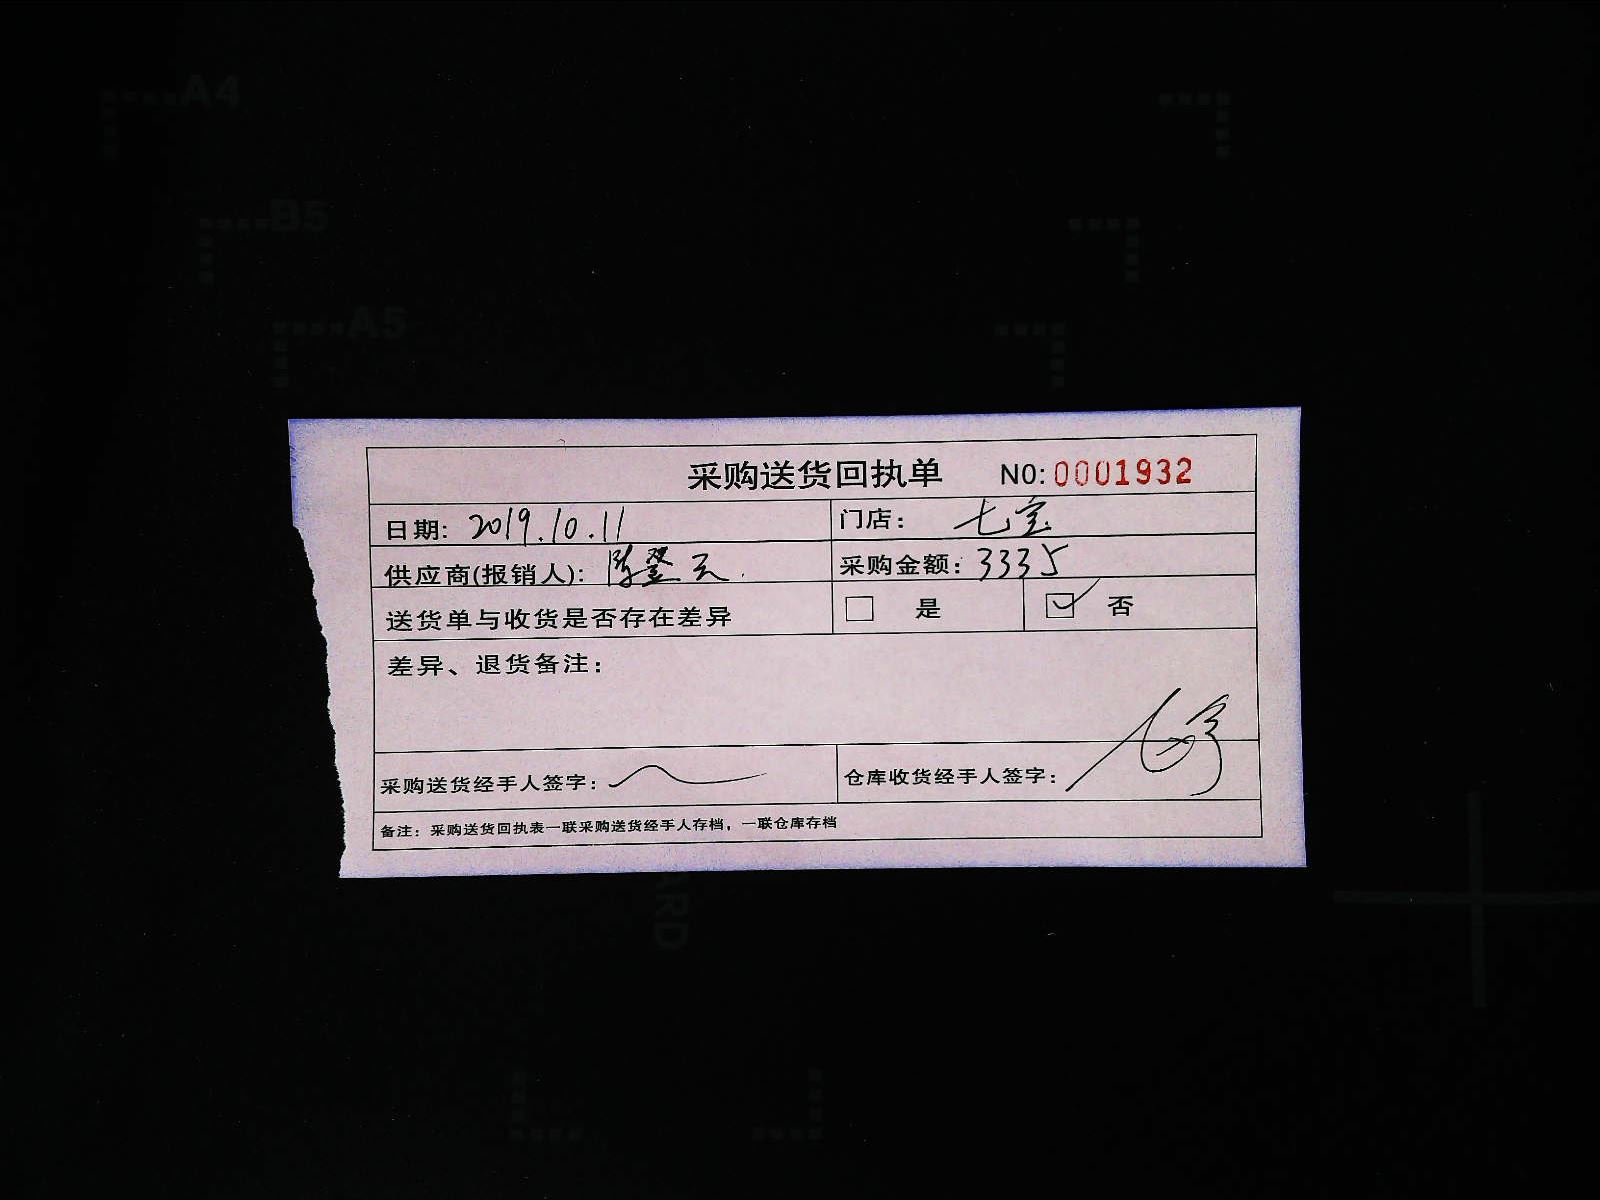 A4
B5
A5
采购送货回执单 NO: 0001932
日期: 2019.10.11 门店: 七宝
供应商(报销人): 陈登云 采购金额: 3335
送货单与收货是否存在差异 是 否
差异、退货备注:
采购送货经手人签字: 仓库收货经手人签字:
备注: 采购送货回执表一联采购送货经手人存档，一联仓库存档
ARD